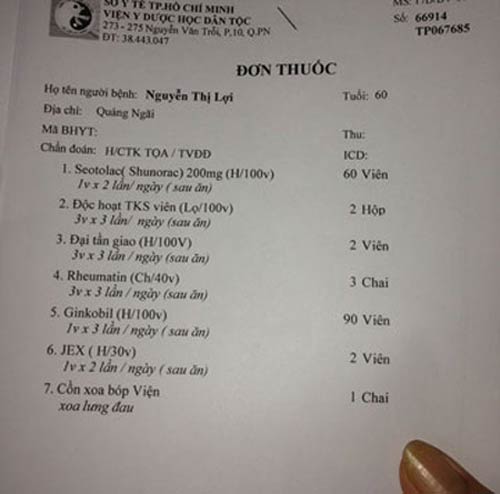 SỞ Y TẾ TP.HỒ CHÍ MINH
VIỆN Y DƯỢC HỌC DÂN TỘC
273 - 275 Nguyễn Văn Trỗi, P.10, Q.PN
ĐT: 38.443.047
Số: 66914
TP067685
ĐƠN THUỐC
Họ tên người bệnh: Nguyễn Thị Lợi Tuổi: 60
Địa chỉ: Quảng Ngãi
Mã BHYT: Thu:
Chẩn đoán: H/CTK TỌA / TVĐĐ ICD:
1. Seotolac( Shunorac) 200mg (H/100v) 60 Viên
1v x 2 lần/ ngày ( sau ăn)
2. Độc hoạt TKS viên (Lọ/100v) 2 Hộp
3v x 3 lần/ ngày (sau ăn)
3. Đại tần giao (H/100V) 2 Viên
3v x 3 lần / ngày (sau ăn)
4. Rheumatin (Ch/40v) 3 Chai
3v x 3 lần / ngày (sau ăn)
5. Ginkobil (H/100v) 90 Viên
1v x 3 lần / ngày ( sau ăn)
6. JEX ( H/30v) 2 Viên
1v x 2 lần / ngày ( sau ăn)
7. Cồn xoa bóp Viện 1 Chai
xoa lưng đau